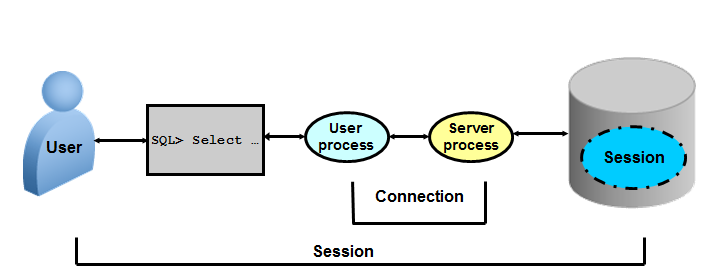 User
SQL> Select …
User
process
Server
process
Session
Connection
Session